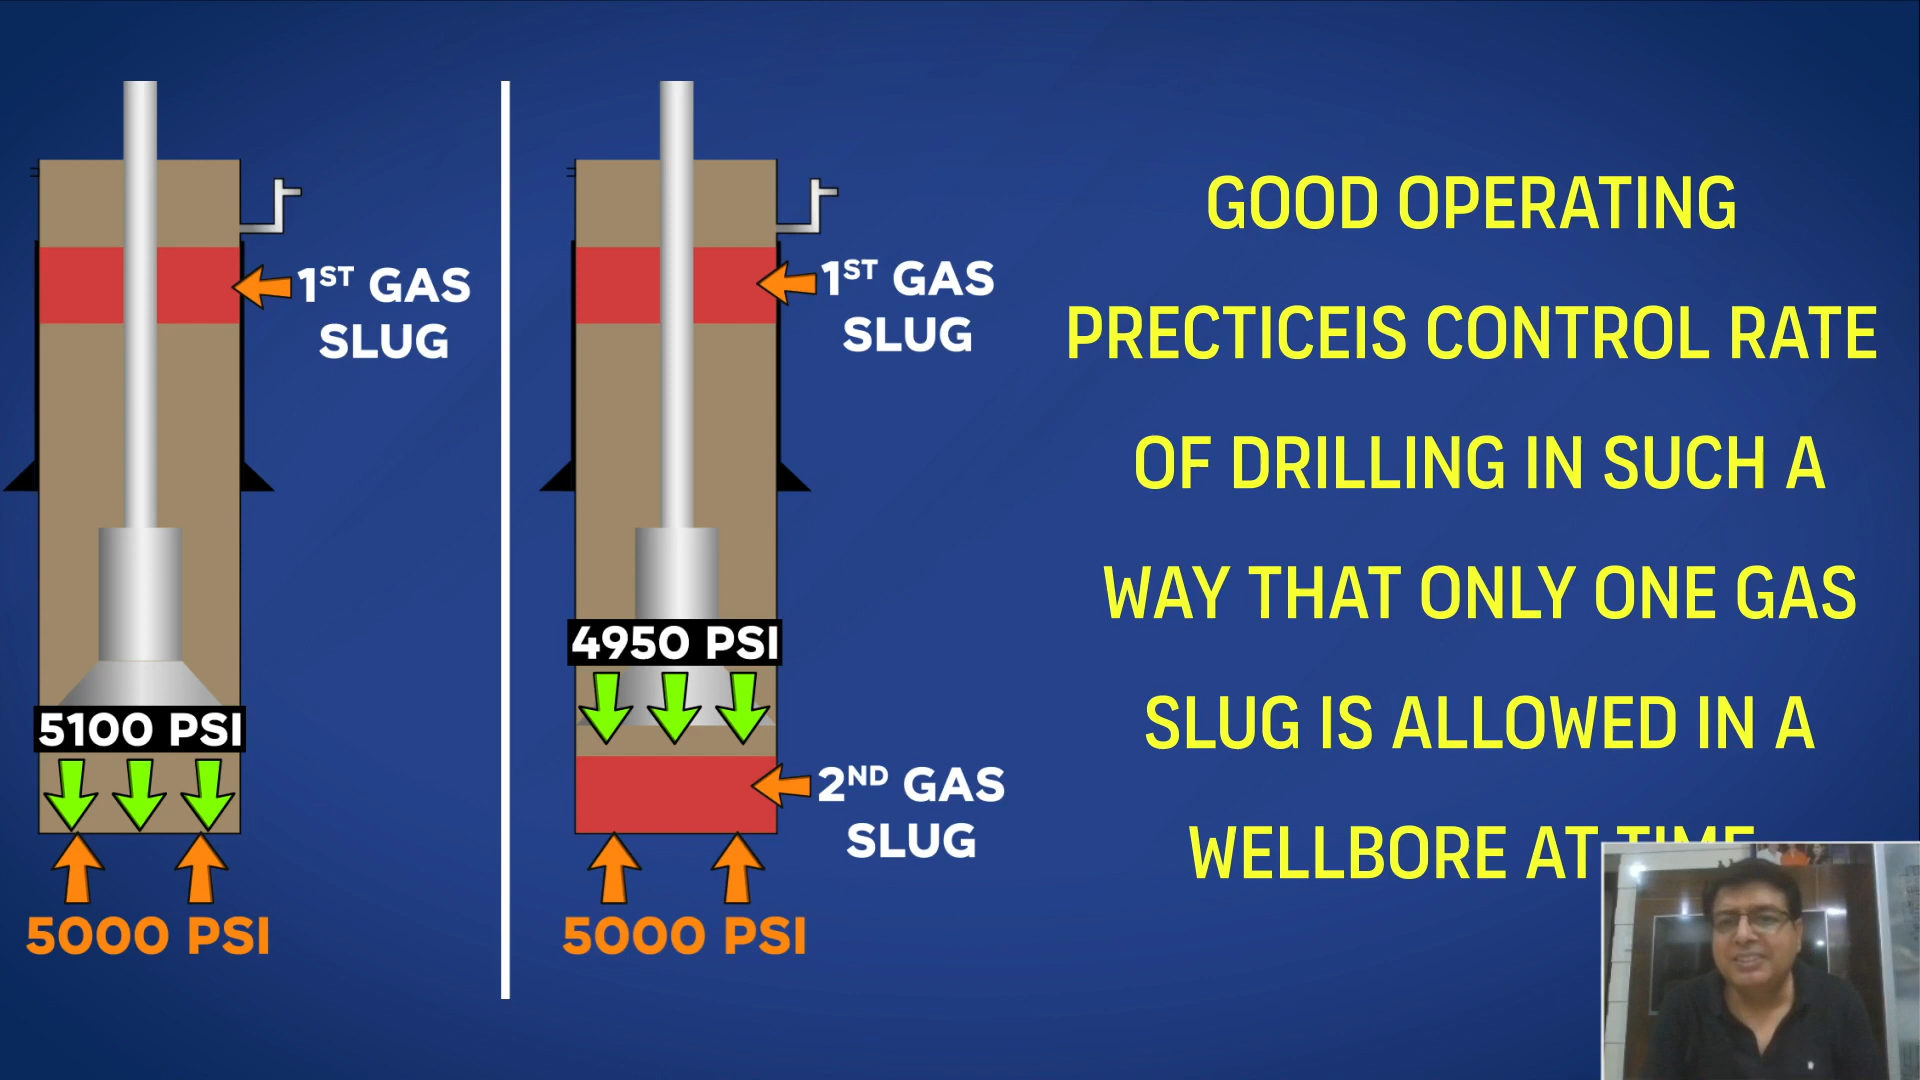 1ST GAS
SLUG
5100 PSI
5000 PSI
1ST GAS
SLUG
4950 PSI
2ND GAS
SLUG
5000 PSI
GOOD OPERATING
PRECTICEIS CONTROL RATE
OF DRILLING IN SUCH A
WAY THAT ONLY ONE GAS
SLUG IS ALLOWED IN A
WELLBORE AT TIME